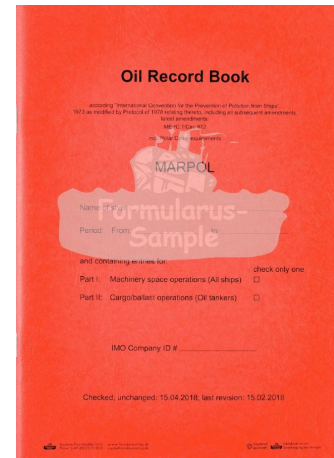 Oil Record Book
according "International Convention for the Prevention of Pollution from Ships",
1973 as modified by Protocol of 1978 relating thereto, including all subsequent amendments
latest amendments:
requirements
MARPOL
Formularus-
Sample
Name
Period: From:
and containing entries for:
check only one
Part I: Machinery space operations (All ships) ☐
Part II: Cargo/ballast operations (Oil tankers) ☐
IMO Company ID #
Checked, unchanged: 15.04.2018; last revision: 15.02.2018